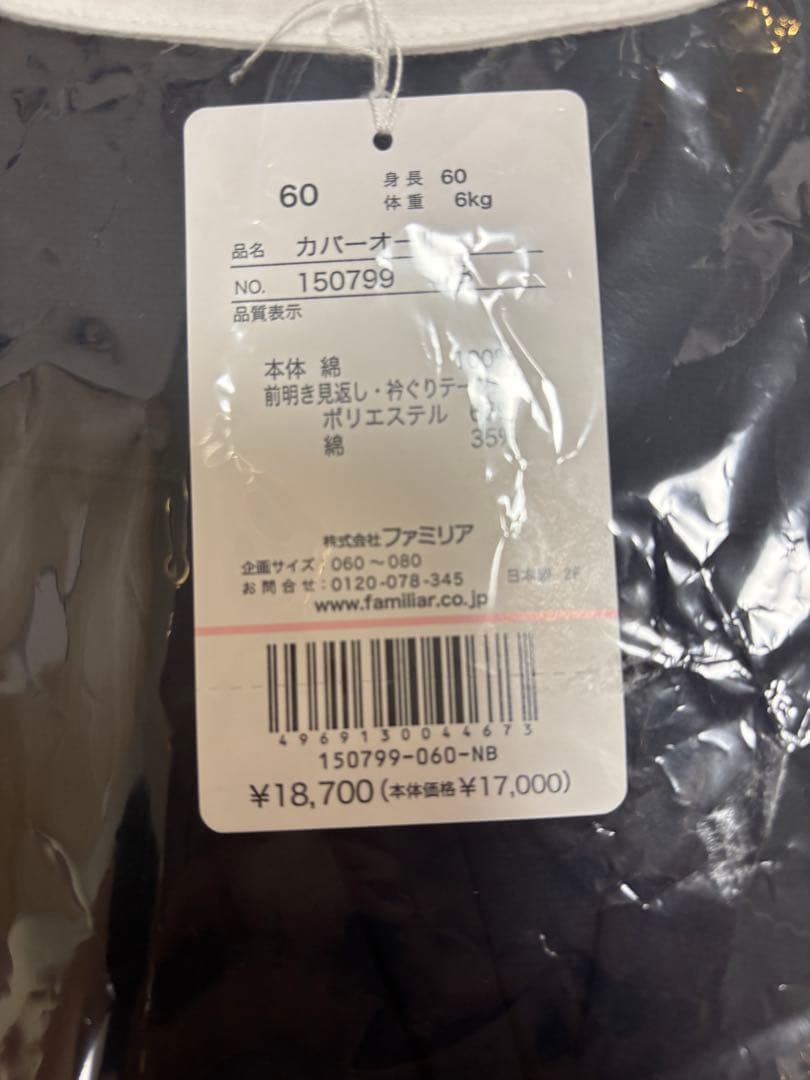 60
身長 60
体重 6kg
品名 カバーオー
NO. 150799
品質表示
本体 綿 100%
前明き見返し・衿ぐりテー
ポリエステル
綿 35%
株式会社ファミリア
企画サイズ:060〜080
お問合せ:0120-078-345
日本製 2F
www.familiar.co.jp
4969130044673
150799-060-NB
¥18,700(本体価格¥17,000)